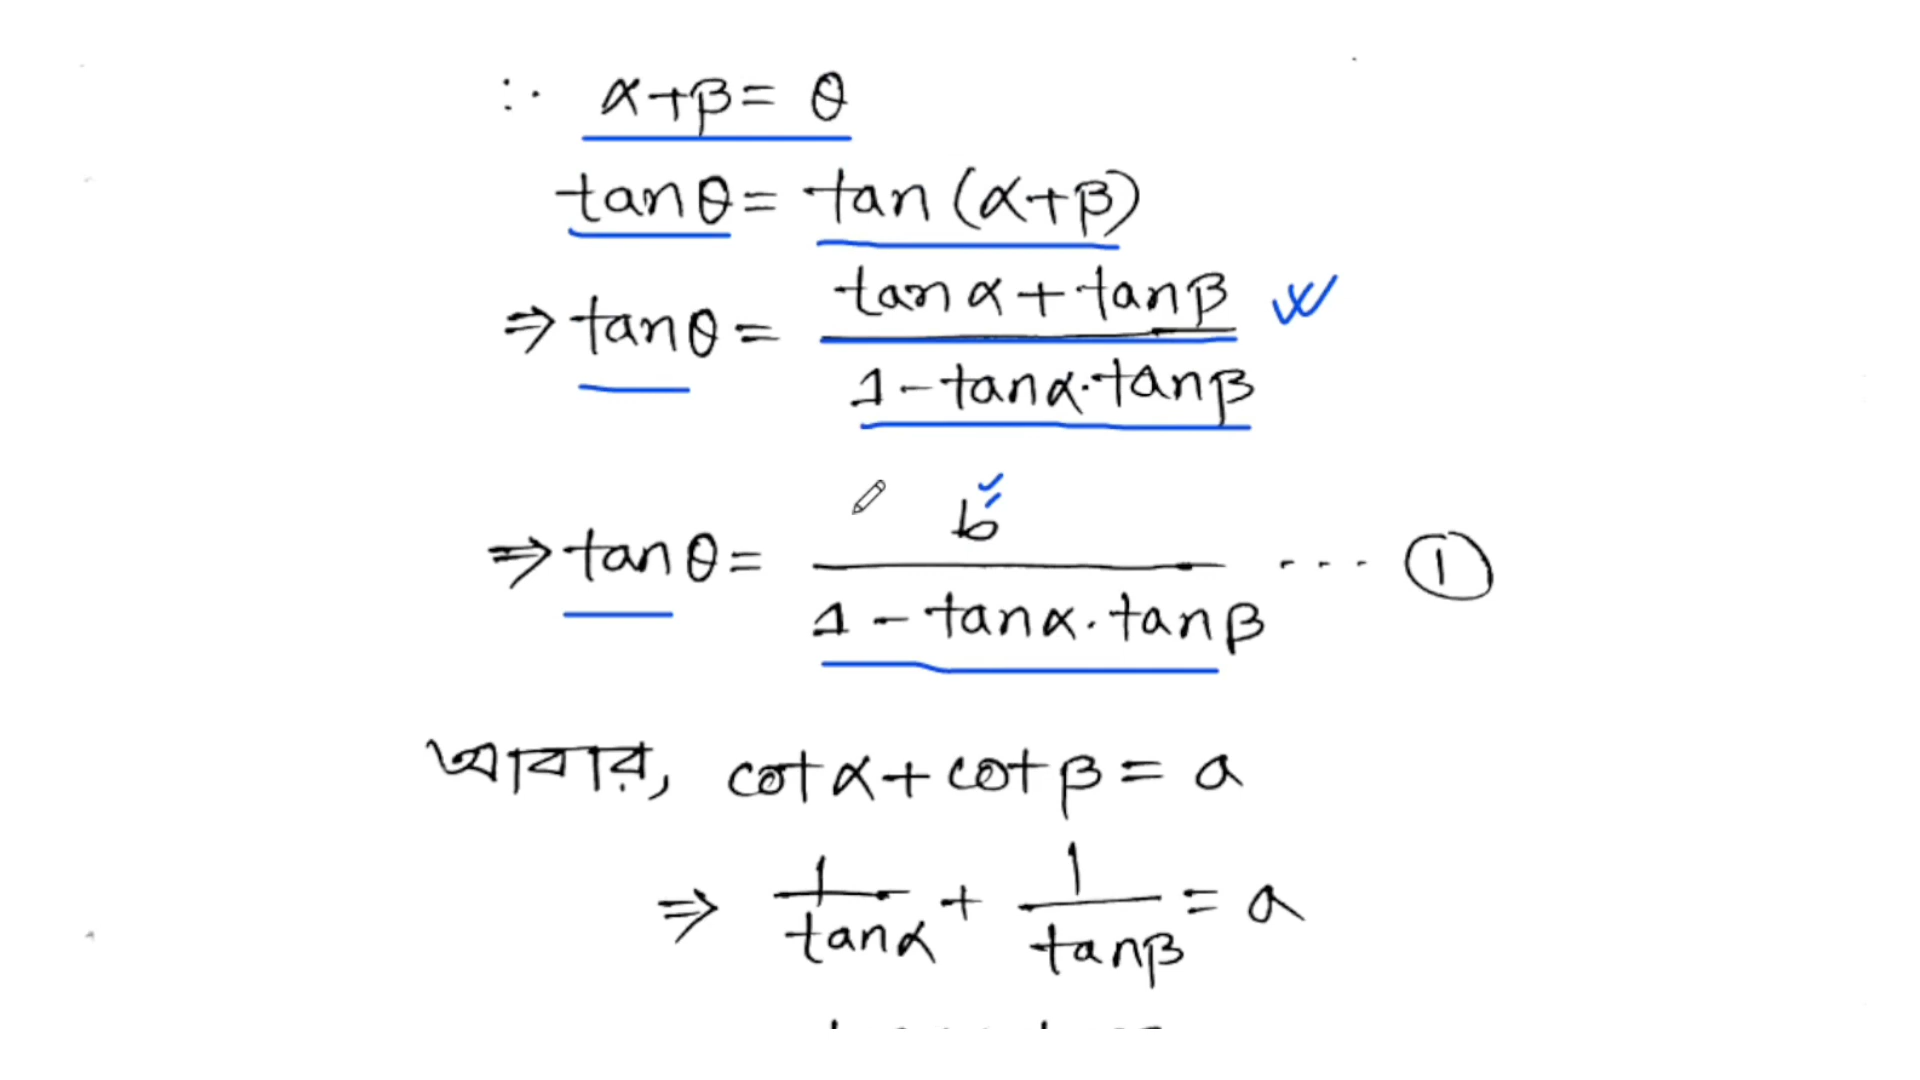 ∴ α+β= θ
tanθ= tan (α+β)
⇒ tanθ= (tanα+tanβ)/(1-tanα.tanβ)
⇒ tanθ= b/(1-tanα.tanβ) .... ①
আবার, cotα+cotβ= a
⇒ 1/tanα + 1/tanβ = a